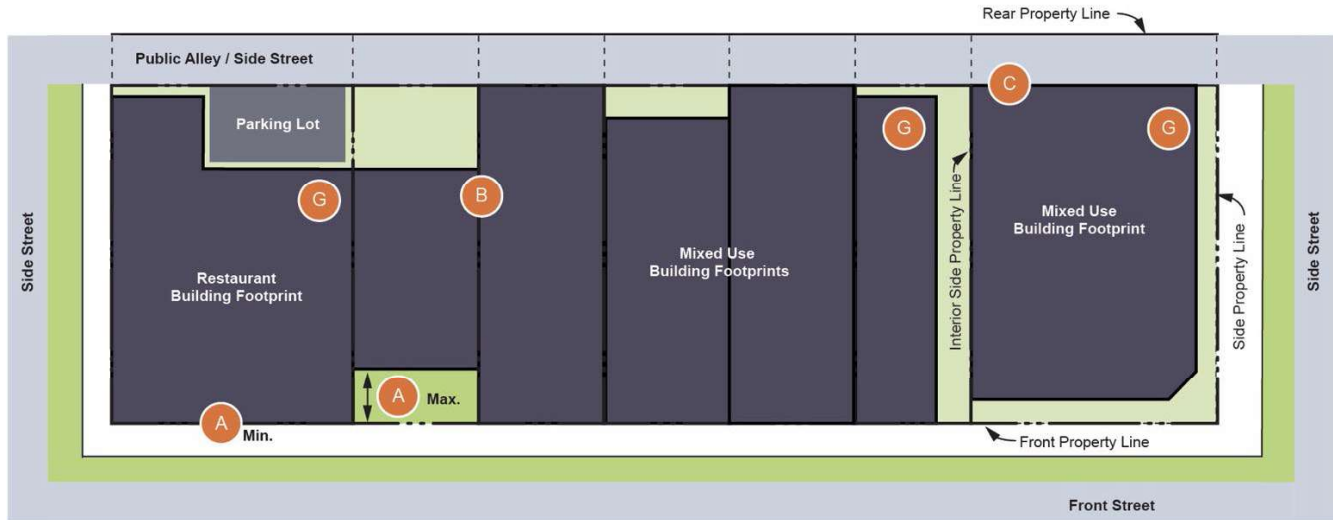 Rear Property Line
Public Alley / Side Street
C
Parking Lot
G
G
G
B
Side Street
Restaurant
Building Footprint
Mixed Use
Building Footprints
Interior Side Property Line
Mixed Use
Building Footprint
Side Property Line
Side Street
A
Max.
A
Min.
Front Property Line
Front Street